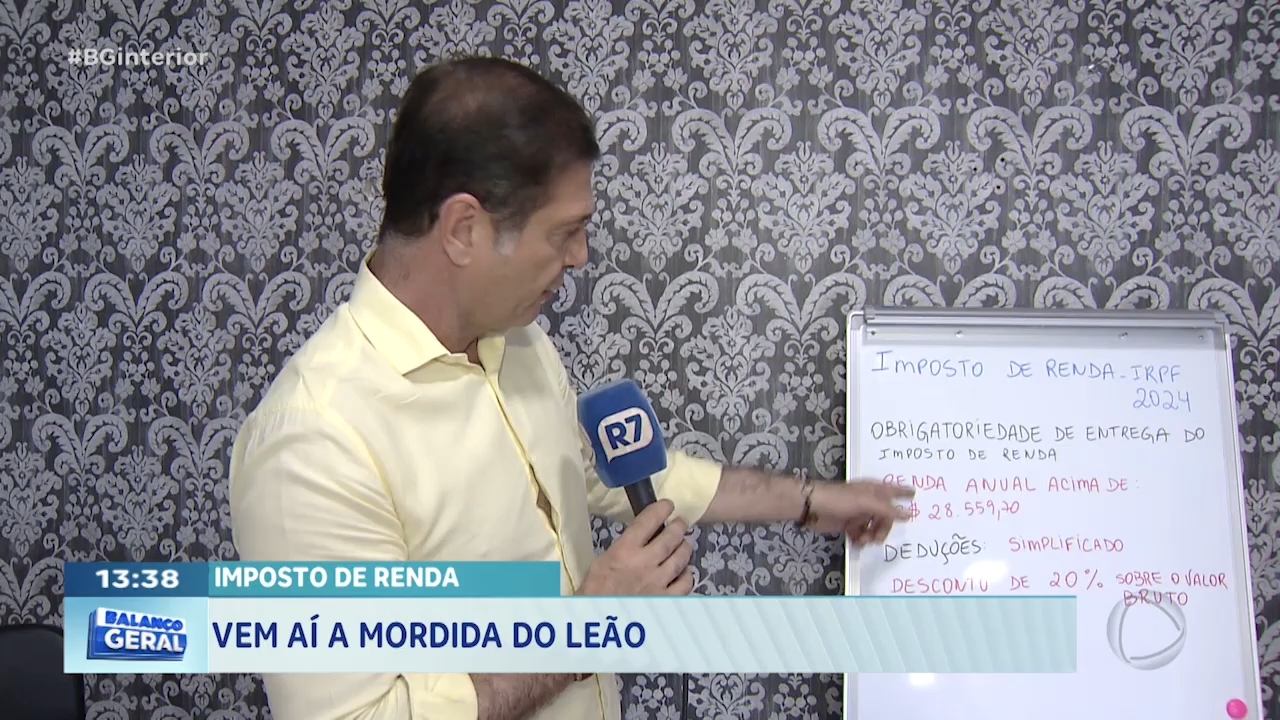 #BGinterior
IMPOSTO DE RENDA - IRPF
2024
OBRIGATORIEDADE DE ENTREGA DO
IMPOSTO DE RENDA
RENDA ANUAL ACIMA DE:
R$ 28.559,70
DEDUÇÕES: SIMPLIFICADO
DESCONTO DE 20% SOBRE O VALOR
BRUTO
R7
13:38 IMPOSTO DE RENDA
BALANÇO
GERAL
VEM AÍ A MORDIDA DO LEÃO